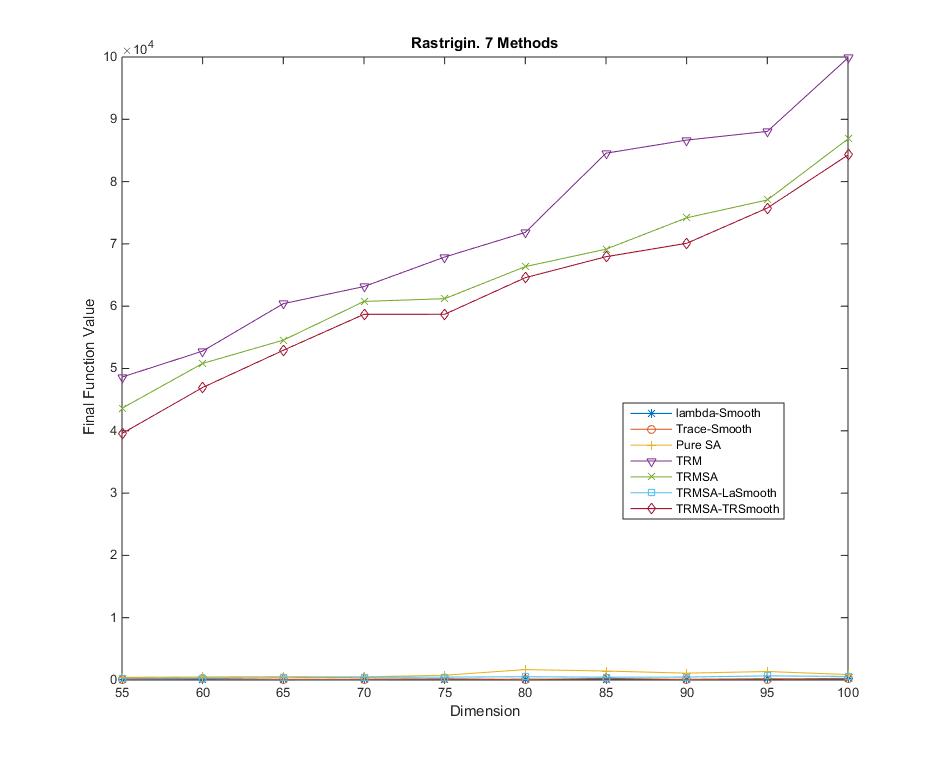 Rastrigin. 7 Methods
×10⁴
10
9
8
7
6
5
4
3
2
1
0
Final Function Value
lambda-Smooth
Trace-Smooth
Pure SA
TRM
TRMSA
TRMSA-LaSmooth
TRMSA-TRSmooth
55 60 65 70 75 80 85 90 95 100
Dimension